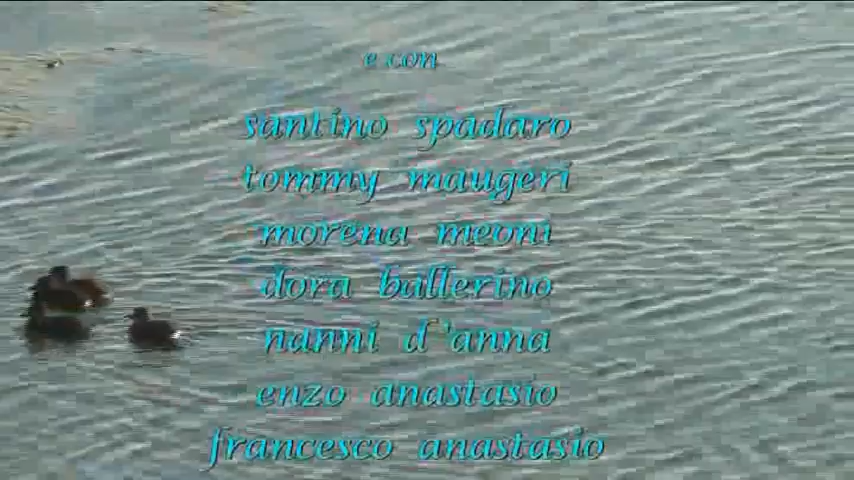 e con
santino spadaro
tommy maugeri
morena meoni
dora ballerino
nanni d'anna
enzo anastasio
francesco anastasio